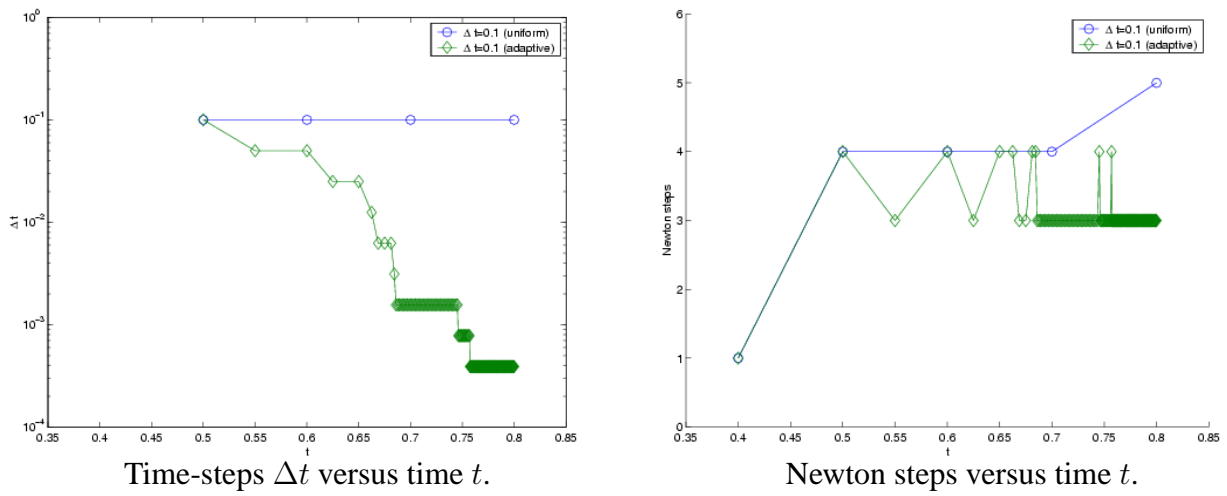 10^0
10^-1
10^-2
10^-3
10^-4
Δt
0.35 0.4 0.45 0.5 0.55 0.6 0.65 0.7 0.75 0.8 0.85
t
Δ t=0.1 (uniform)
Δ t=0.1 (adaptive)
Time-steps Δt versus time t.
6
5
4
3
2
1
0
Newton steps
0.35 0.4 0.45 0.5 0.55 0.6 0.65 0.7 0.75 0.8 0.85
t
Δ t=0.1 (uniform)
Δ t=0.1 (adaptive)
Newton steps versus time t.